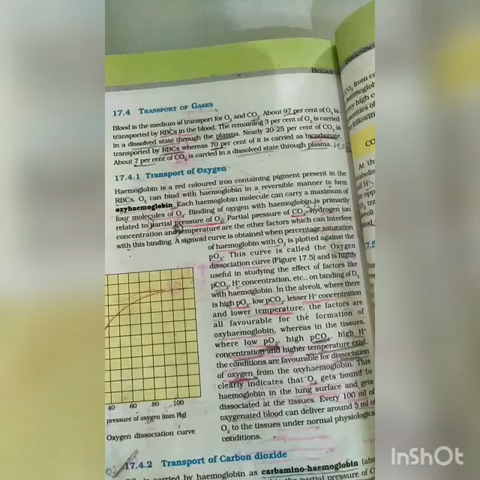 17.4 TRANSPORT OF GASES
Blood is the medium of transport for O₂ and CO₂. About 97 per cent of O₂ is
transported by RBCs in the blood. The remaining 3 per cent of O₂ is carried
in a dissolved state through the plasma. Nearly 20-25 per cent of CO₂ is
transported by RBCs whereas 70 per cent of it is carried as bicarbonate.
About 7 per cent of CO₂ is carried in a dissolved state through plasma.
17.4.1 Transport of Oxygen
Haemoglobin is a red coloured iron containing pigment present in the
RBCs. O₂ can bind with haemoglobin in a reversible manner to form
oxyhaemoglobin. Each haemoglobin molecule can carry a maximum of
four molecules of O₂. Binding of oxygen with haemoglobin is primarily
related to partial pressure of O₂. Partial pressure of CO₂, hydrogen ion
concentration and temperature are the other factors which can interfere
with this binding. A sigmoid curve is obtained when percentage saturation
of haemoglobin with O₂ is plotted against the
pO₂. This curve is called the Oxygen
dissociation curve (Figure 17.5) and is highly
useful in studying the effect of factors like
pCO₂, H⁺ concentration, etc., on binding of O₂
with haemoglobin. In the alveoli, where there
is high pO₂, low pCO₂, lesser H⁺ concentration
and lower temperature, the factors are
all favourable for the formation of
oxyhaemoglobin, whereas in the tissues,
where low pO₂, high pCO₂, high H⁺
concentration and higher temperature exist,
the conditions are favourable for dissociation
of oxygen from the oxyhaemoglobin. This
clearly indicates that O₂ gets bound to
haemoglobin in the lung surface and gets
dissociated at the tissues. Every 100 ml of
oxygenated blood can deliver around 5 ml of
O₂ to the tissues under normal physiological
conditions.
40 60 80 100
pressure of oxygen (mm Hg)
Oxygen dissociation curve
17.4.2 Transport of Carbon dioxide
is carried by haemoglobin as carbamino-haemoglobin
InShOt